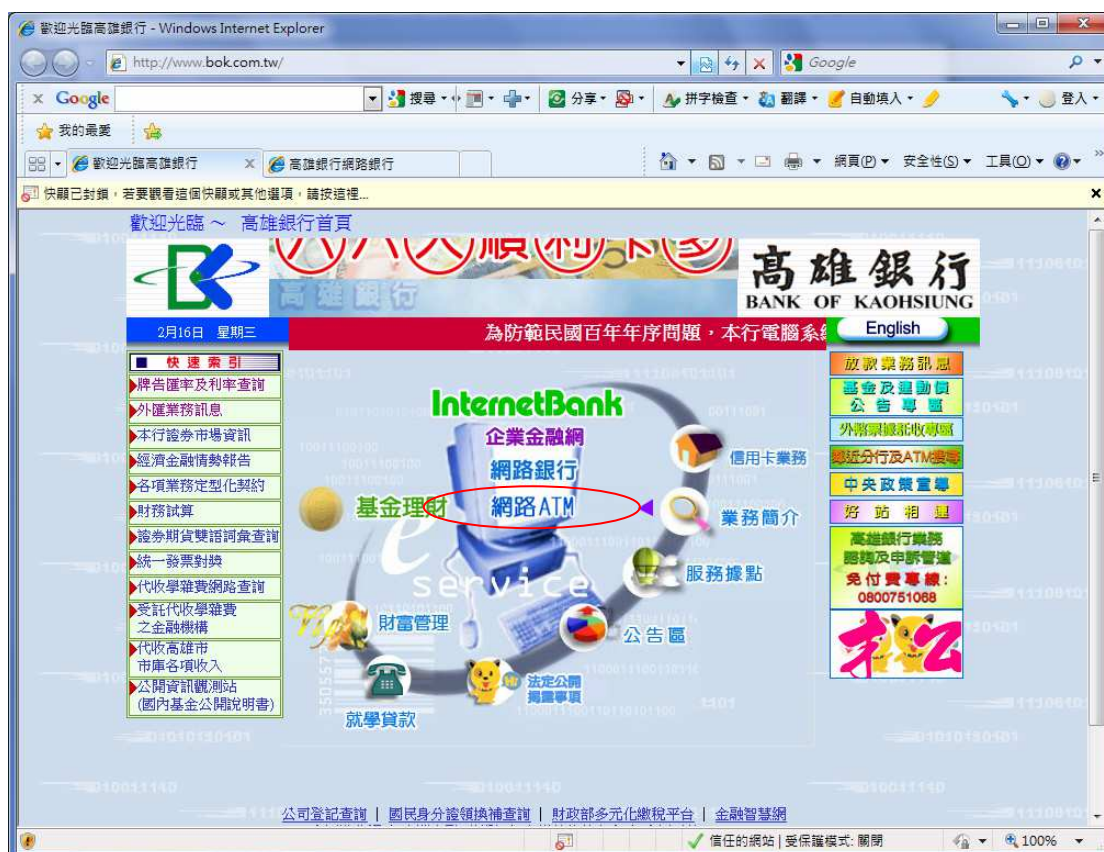 歡迎光臨高雄銀行 - Windows Internet Explorer
http://www.bok.com.tw/
Google
x Google
搜尋
分享
拼字檢查
翻譯
自動填入
登入
我的最愛
歡迎光臨高雄銀行 x
高雄銀行網路銀行
網頁(P)
安全性(S)
工具(O)
快顯已封鎖,若要觀看這個快顯或其他選項,請按這裡...
歡迎光臨 ~ 高雄銀行首頁
高雄銀行
高雄銀行
BANK OF KAOHSIUNG
2月16日 星期三
為防範民國百年年序問題,本行電腦系
English
快速索引
牌告匯率及利率查詢
外匯業務訊息
本行證券市場資訊
經濟金融情勢報告
各項業務定型化契約
財務試算
證券期貨雙語詞彙查詢
統一發票對獎
代收學雜費網路查詢
受託代收學雜費
之金融機構
代收高雄市
市庫各項收入
公開資訊觀測站
(國內基金公開說明書)
InternetBank
企業金融網
網路銀行
網路ATM
基金理財
信用卡業務
業務簡介
服務據點
公告區
法定公開
揭露事項
就學貸款
財富管理
e
service
放款業務訊息
基金及連動債
公告專區
外幣票據託收專區
鄰近分行及ATM搜尋
中央政策宣導
好站相連
高雄銀行業務
諮詢及申訴管道
免付費專線:
0800751068
公司登記查詢 | 國民身分證領換補查詢 | 財政部多元化繳稅平台 | 金融智慧網
信任的網站 | 受保護模式: 關閉
100%